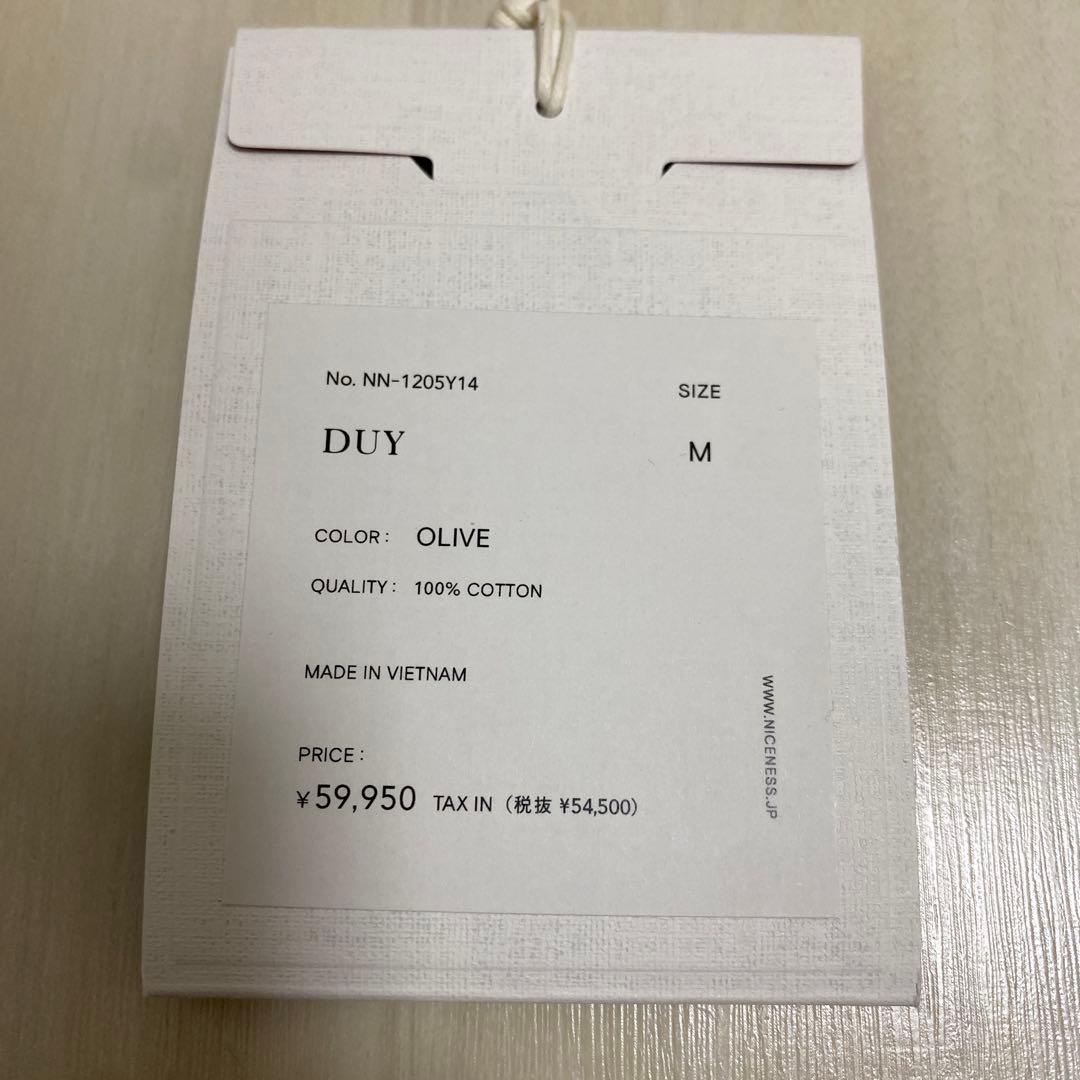 No. NN-1205Y14
SIZE
DUY
M
COLOR: OLIVE
QUALITY: 100% COTTON
MADE IN VIETNAM
PRICE:
¥59,950 TAX IN (税抜 ¥54,500)
WWW.NICENESS.JP